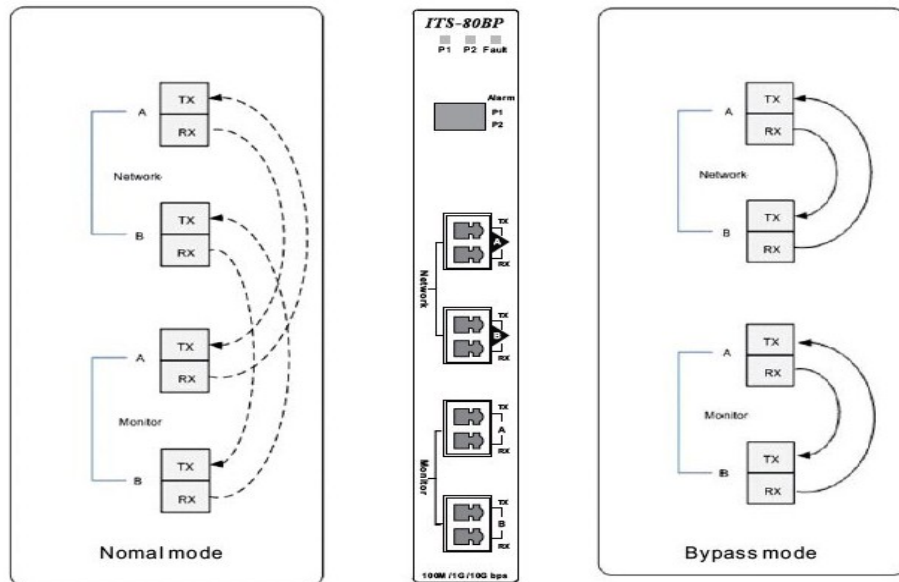 TX
A
RX
Network
TX
B
RX
TX
A
RX
Monitor
TX
B
RX
Nomal mode
ITS-80BP
P1 P2 Fault
Alarm
P1
P2
TX
A
RX
Network
TX
B
RX
TX
A
RX
Monitor
TX
B
RX
100M /1G/10G bps
TX
A
RX
Network
TX
B
RX
TX
A
RX
Monitor
TX
B
RX
Bypass mode